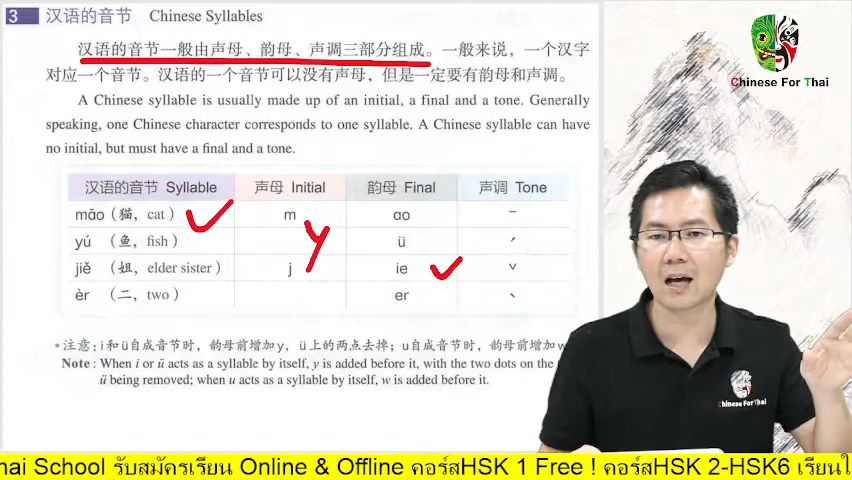 3 汉语的音节 Chinese Syllables
Chinese For Thai
汉语的音节一般由声母、韵母、声调三部分组成。一般来说，一个汉字
对应一个音节。汉语的一个音节可以没有声母，但是一定要有韵母和声调。
A Chinese syllable is usually made up of an initial, a final and a tone. Generally
speaking, one Chinese character corresponds to one syllable. A Chinese syllable can have
no initial, but must have a final and a tone.
汉语的音节 Syllable 声母 Initial 韵母 Final 声调 Tone
māo（猫，cat） m ao ˉ
yú（鱼，fish） y ü ˊ
jiě（姐，elder sister） j ie ˇ
èr（二，two） er ˋ
*注意：i和ü自成音节时，韵母前增加y，ü上的两点去掉；u自成音节时，韵母前增加w
Note: When i or ü acts as a syllable by itself, y is added before it, with the two dots on the
ü being removed; when u acts as a syllable by itself, w is added before it.
Chinese For Thai
hai School รับสมัครเรียน Online & Offline คอร์สHSK 1 Free ! คอร์สHSK 2-HSK6 เรียนใ